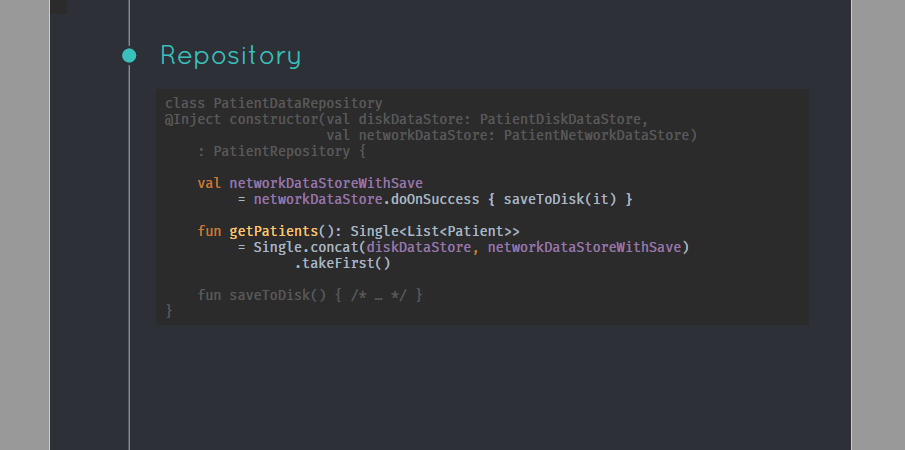 Repository
class PatientDataRepository
@Inject constructor(val diskDataStore: PatientDiskDataStore,
                    val networkDataStore: PatientNetworkDataStore)
    : PatientRepository {
    val networkDataStoreWithSave
         = networkDataStore.doOnSuccess { saveToDisk(it) }
    fun getPatients(): Single<List<Patient>>
         = Single.concat(diskDataStore, networkDataStoreWithSave)
                .takeFirst()
    fun saveToDisk() { /* … */ }
}